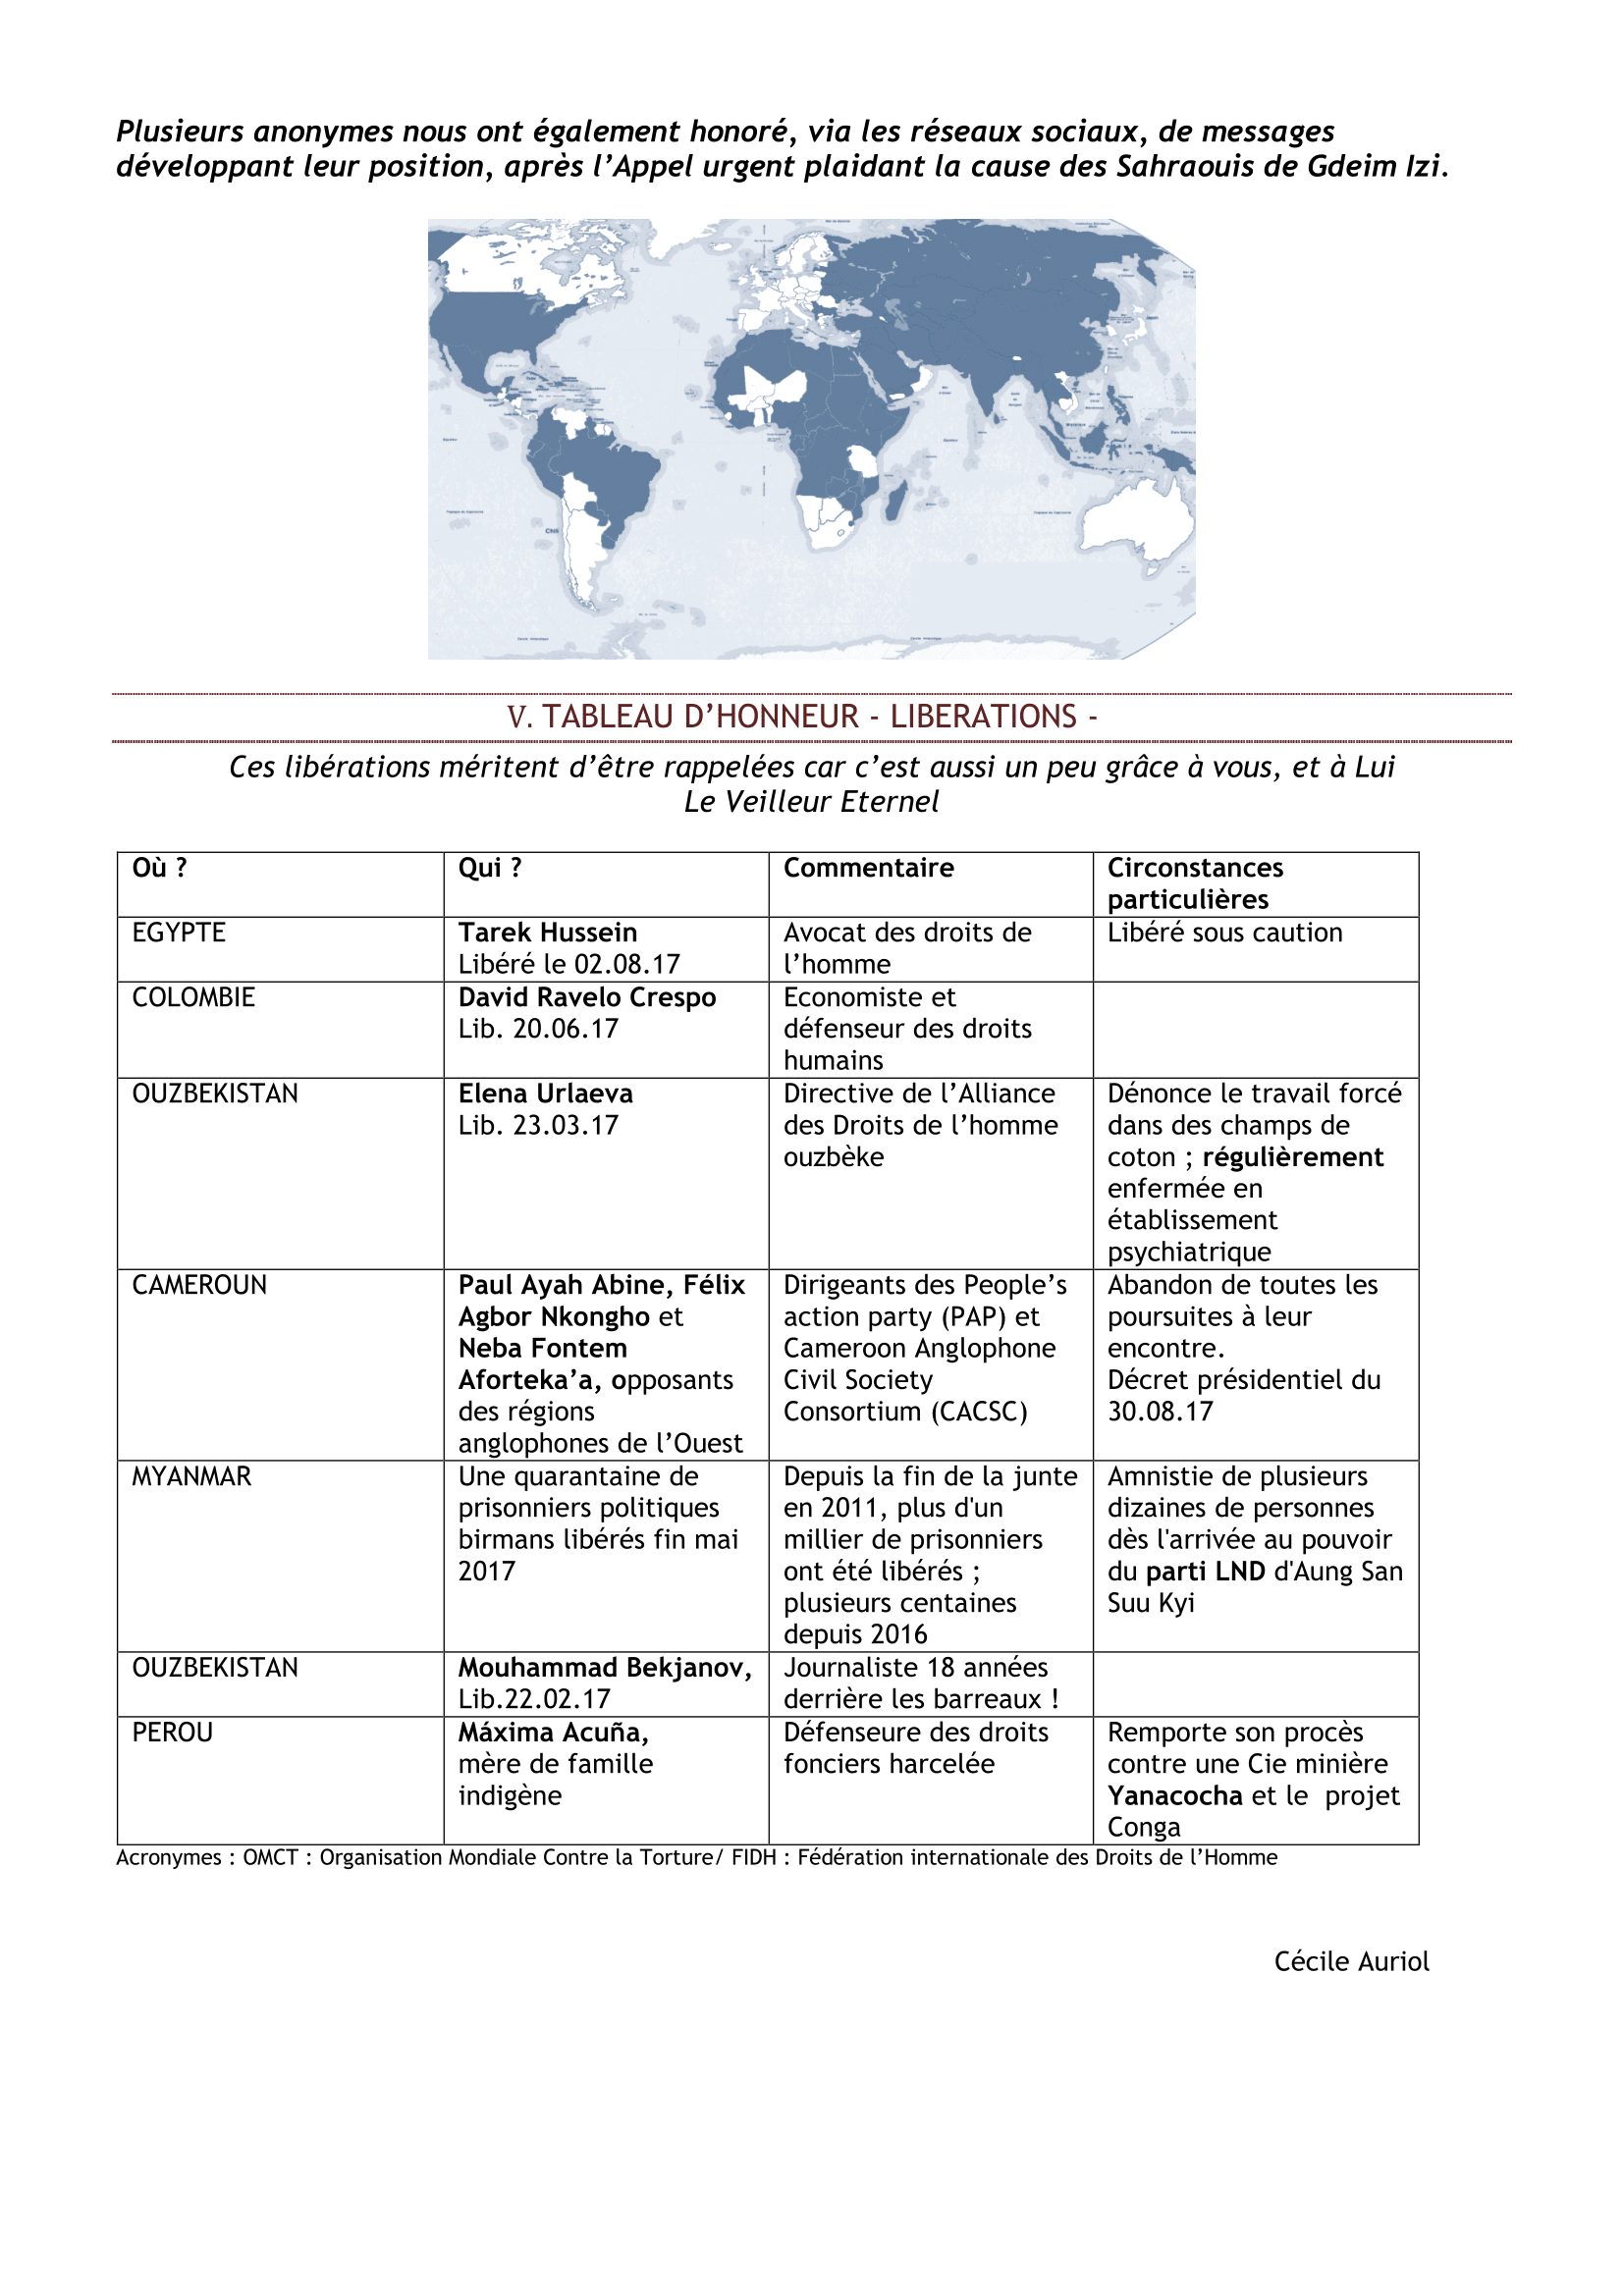 Plusieurs anonymes nous ont également honoré, via les réseaux sociaux, de messages
développant leur position, après l’Appel urgent plaidant la cause des Sahraouis de Gdeim Izi.
Chili
V. TABLEAU D’HONNEUR - LIBERATIONS -
Ces libérations méritent d’être rappelées car c’est aussi un peu grâce à vous, et à Lui
Le Veilleur Eternel
Où ?
Qui ?
Commentaire
Circonstances
particulières
EGYPTE
Tarek Hussein
Libéré le 02.08.17
Avocat des droits de
l’homme
Libéré sous caution
COLOMBIE
David Ravelo Crespo
Lib. 20.06.17
Economiste et
défenseur des droits
humains
OUZBEKISTAN
Elena Urlaeva
Lib. 23.03.17
Directive de l’Alliance
des Droits de l’homme
ouzbèke
Dénonce le travail forcé
dans des champs de
coton ; régulièrement
enfermée en
établissement
psychiatrique
CAMEROUN
Paul Ayah Abine, Félix
Agbor Nkongho et
Neba Fontem
Aforteka’a, opposants
des régions
anglophones de l’Ouest
Dirigeants des People’s
action party (PAP) et
Cameroon Anglophone
Civil Society
Consortium (CACSC)
Abandon de toutes les
poursuites à leur
encontre.
Décret présidentiel du
30.08.17
MYANMAR
Une quarantaine de
prisonniers politiques
birmans libérés fin mai
2017
Depuis la fin de la junte
en 2011, plus d'un
millier de prisonniers
ont été libérés ;
plusieurs centaines
depuis 2016
Amnistie de plusieurs
dizaines de personnes
dès l'arrivée au pouvoir
du parti LND d'Aung San
Suu Kyi
OUZBEKISTAN
Mouhammad Bekjanov,
Lib.22.02.17
Journaliste 18 années
derrière les barreaux !
PEROU
Máxima Acuña,
mère de famille
indigène
Défenseure des droits
fonciers harcelée
Remporte son procès
contre une Cie minière
Yanacocha et le  projet
Conga
Acronymes : OMCT : Organisation Mondiale Contre la Torture/ FIDH : Fédération internationale des Droits de l’Homme
Cécile Auriol